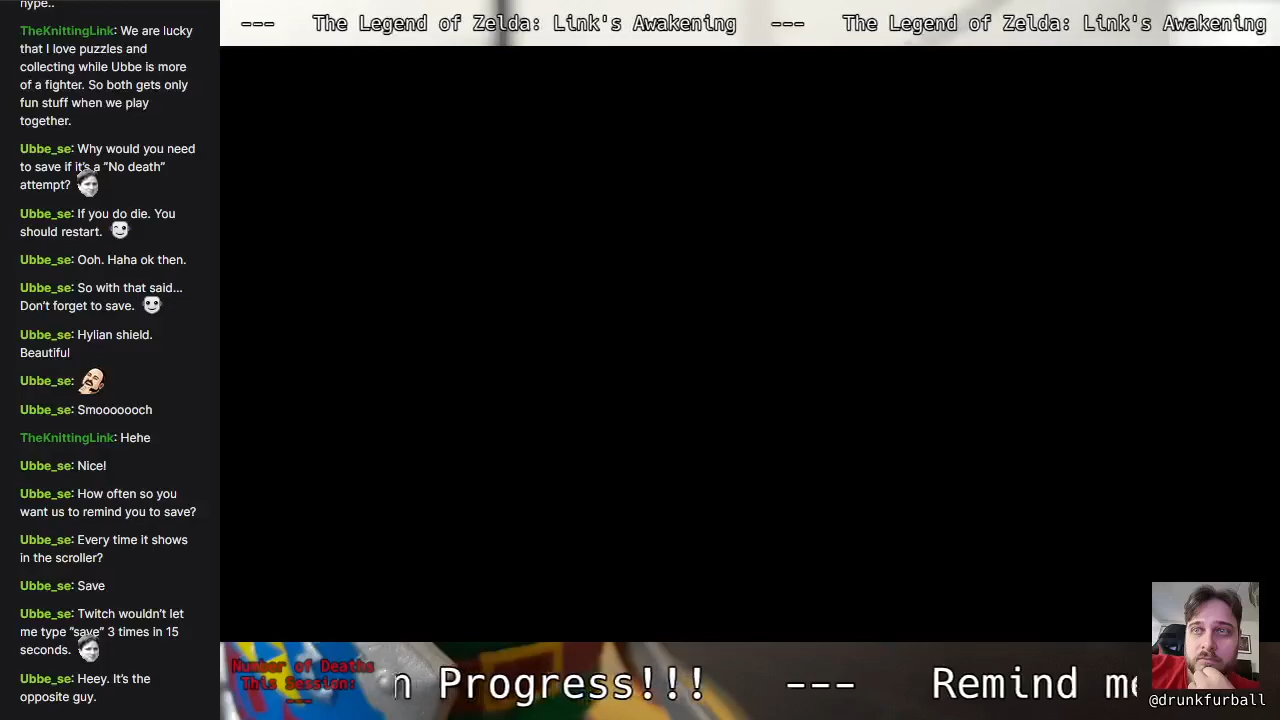 hype..
TheKnittingLink: We are lucky
that I love puzzles and
collecting while Ubbe is more
of a fighter. So both gets only
fun stuff when we play
together.
Ubbe_se: Why would you need
to save if it's a "No death"
attempt?
Ubbe_se: If you do die. You
should restart.
Ubbe_se: Ooh. Haha ok then.
Ubbe_se: So with that said...
Don't forget to save.
Ubbe_se: Hylian shield.
Beautiful
Ubbe_se:
Ubbe_se: Smooooooch
TheKnittingLink: Hehe
Ubbe_se: Nice!
Ubbe_se: How often so you
want us to remind you to save?
Ubbe_se: Every time it shows
in the scroller?
Ubbe_se: Save
Ubbe_se: Twitch wouldn't let
me type "save" 3 times in 15
seconds.
Ubbe_se: Heey. It's the
opposite guy.
--- The Legend of Zelda: Link's Awakening --- The Legend of Zelda: Link's Awakening
Number of Deaths
This Session:
---
n Progress!!! --- Remind me
@drunkfurball